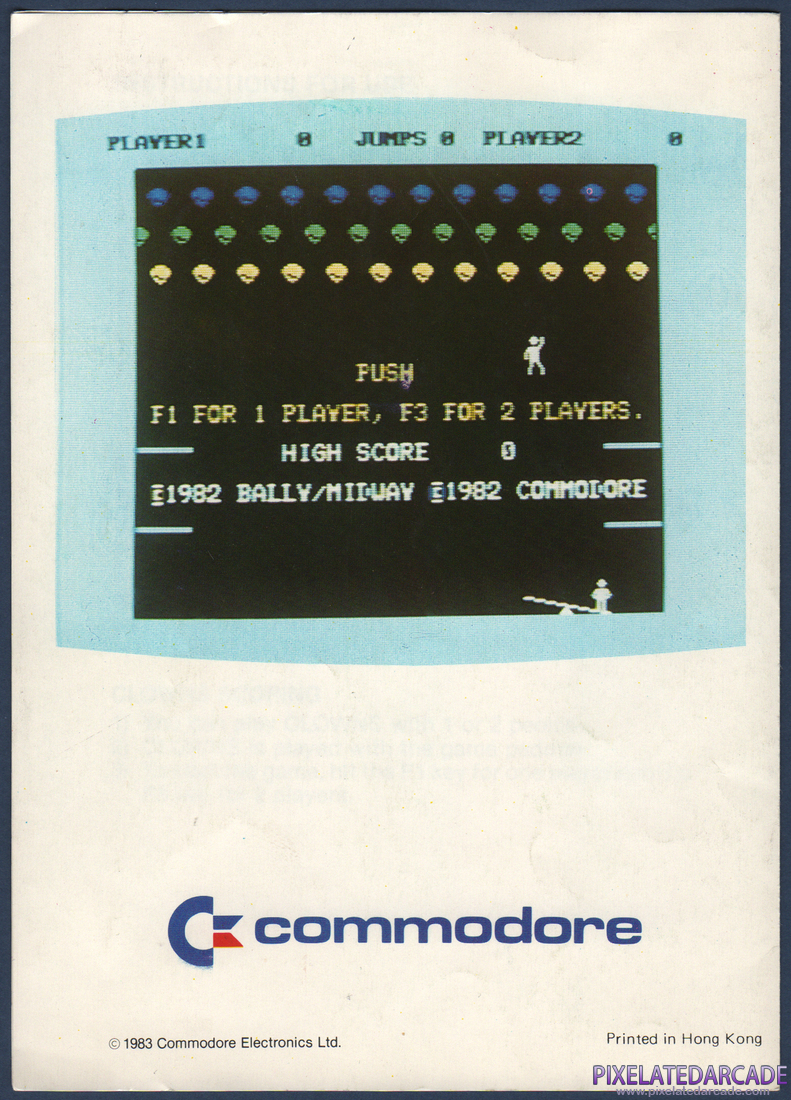 PLAYER1 0 JUMPS 0 PLAYER2 0
PUSH
F1 FOR 1 PLAYER, F3 FOR 2 PLAYERS.
HIGH SCORE 0
©1982 BALLY/MIDWAY ©1982 COMMODORE
commodore
© 1983 Commodore Electronics Ltd.
Printed in Hong Kong
PIXELATEDARCADE
www.pixelatedarcade.com